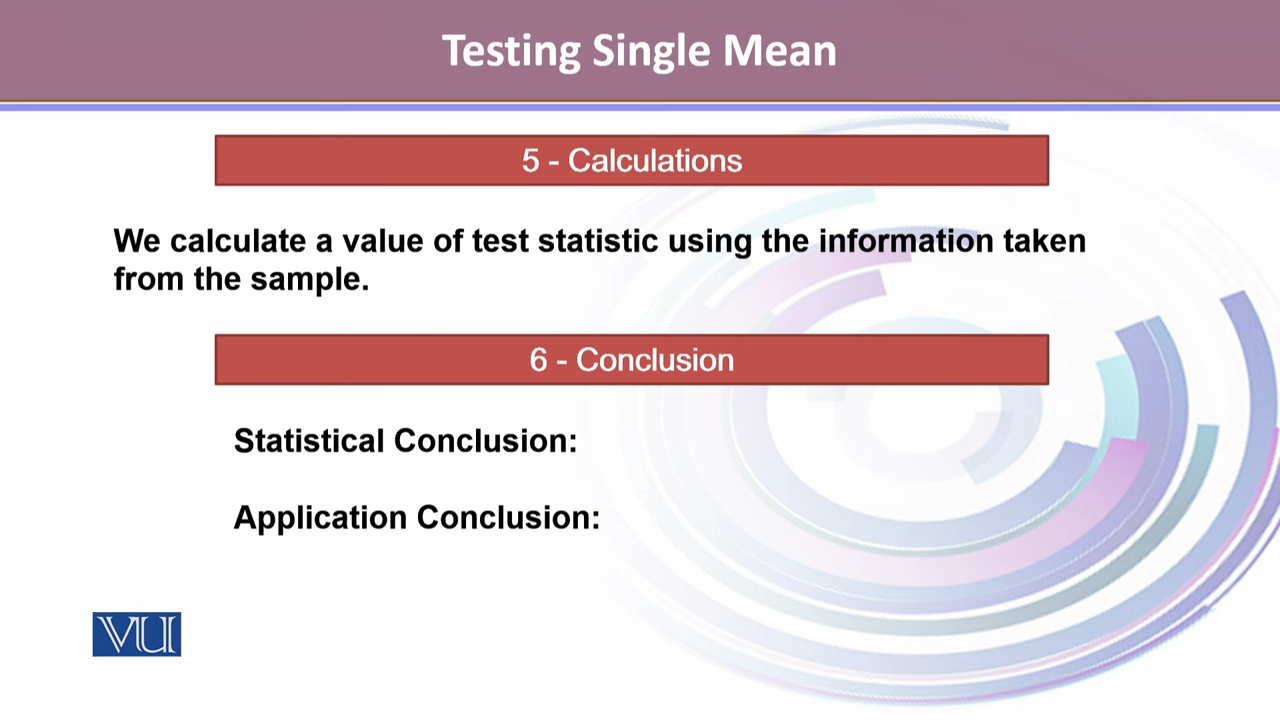 Testing Single Mean
5 - Calculations
We calculate a value of test statistic using the information taken
from the sample.
6 - Conclusion
Statistical Conclusion:
Application Conclusion:
VU